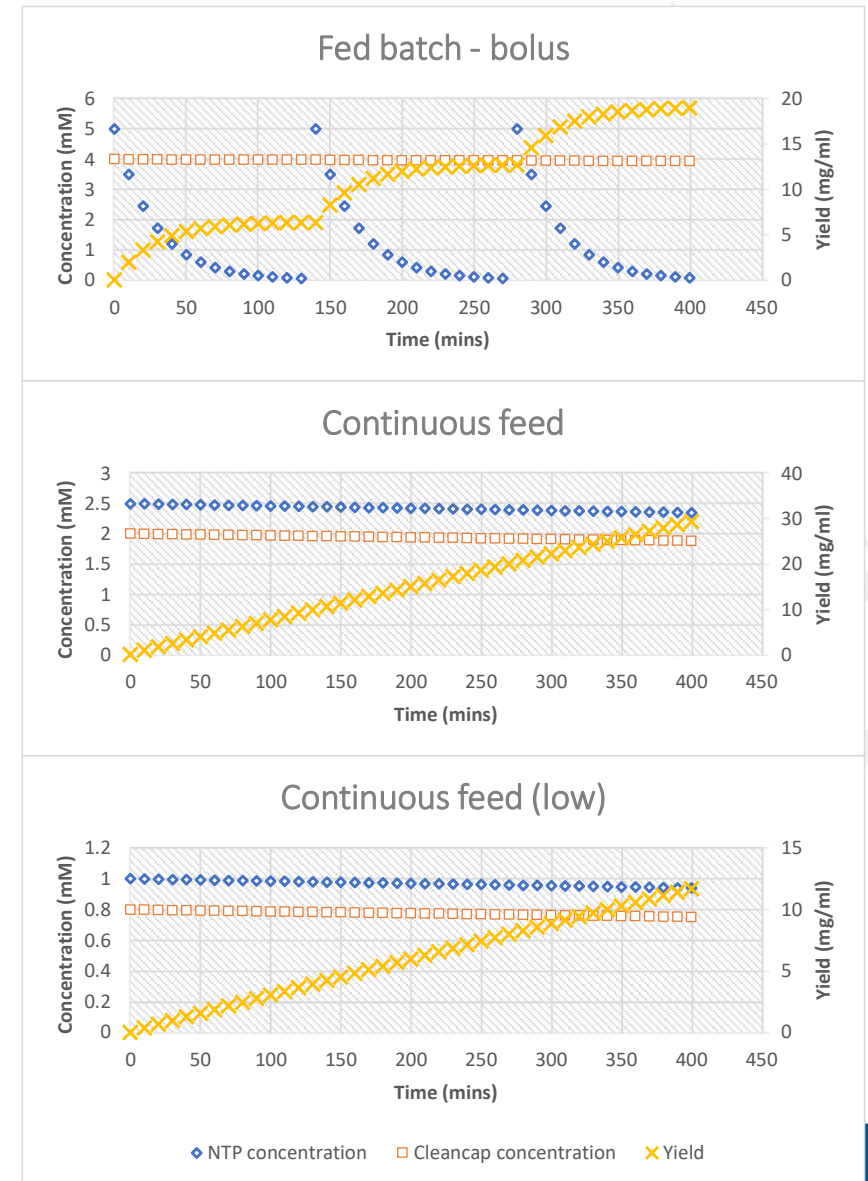 Fed batch - bolus
Concentration (mM)
6
5
4
3
2
1
0
20
15
10
5
0
Yield (mg/ml)
0 50 100 150 200 250 300 350 400 450
Time (mins)
Continuous feed
Concentration (mM)
3
2.5
2
1.5
1
0.5
0
40
30
20
10
0
Yield (mg/ml)
0 50 100 150 200 250 300 350 400 450
Time (mins)
Continuous feed (low)
Concentration (mM)
1.2
1
0.8
0.6
0.4
0.2
0
15
10
5
0
Yield (mg/ml)
0 50 100 150 200 250 300 350 400 450
Time (mins)
NTP concentration Cleancap concentration Yield